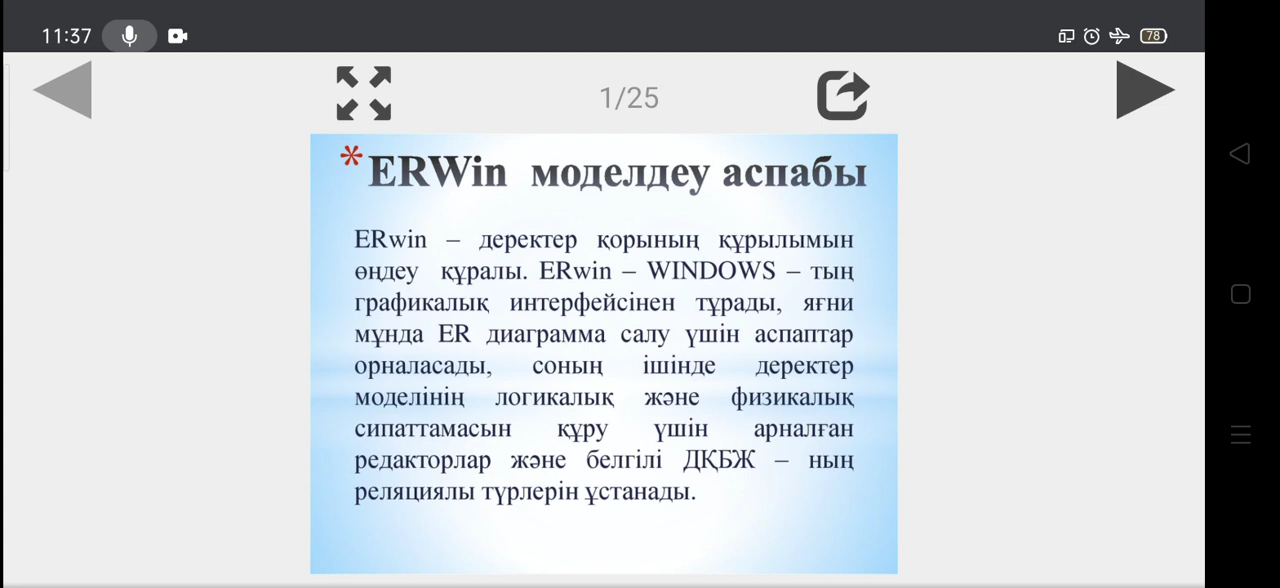 11:37
78
1/25
*ERWin моделдеу аспабы
ERwin – деректер қорының құрылымын
өңдеу құралы. ERwin – WINDOWS – тың
графикалық интерфейсінен тұрады, яғни
мұнда ER диаграмма салу үшін аспаптар
орналасады, соның ішінде деректер
моделінің логикалық және физикалық
сипаттамасын құру үшін арналған
редакторлар және белгілі ДҚБЖ – ның
реляциялы түрлерін ұстанады.